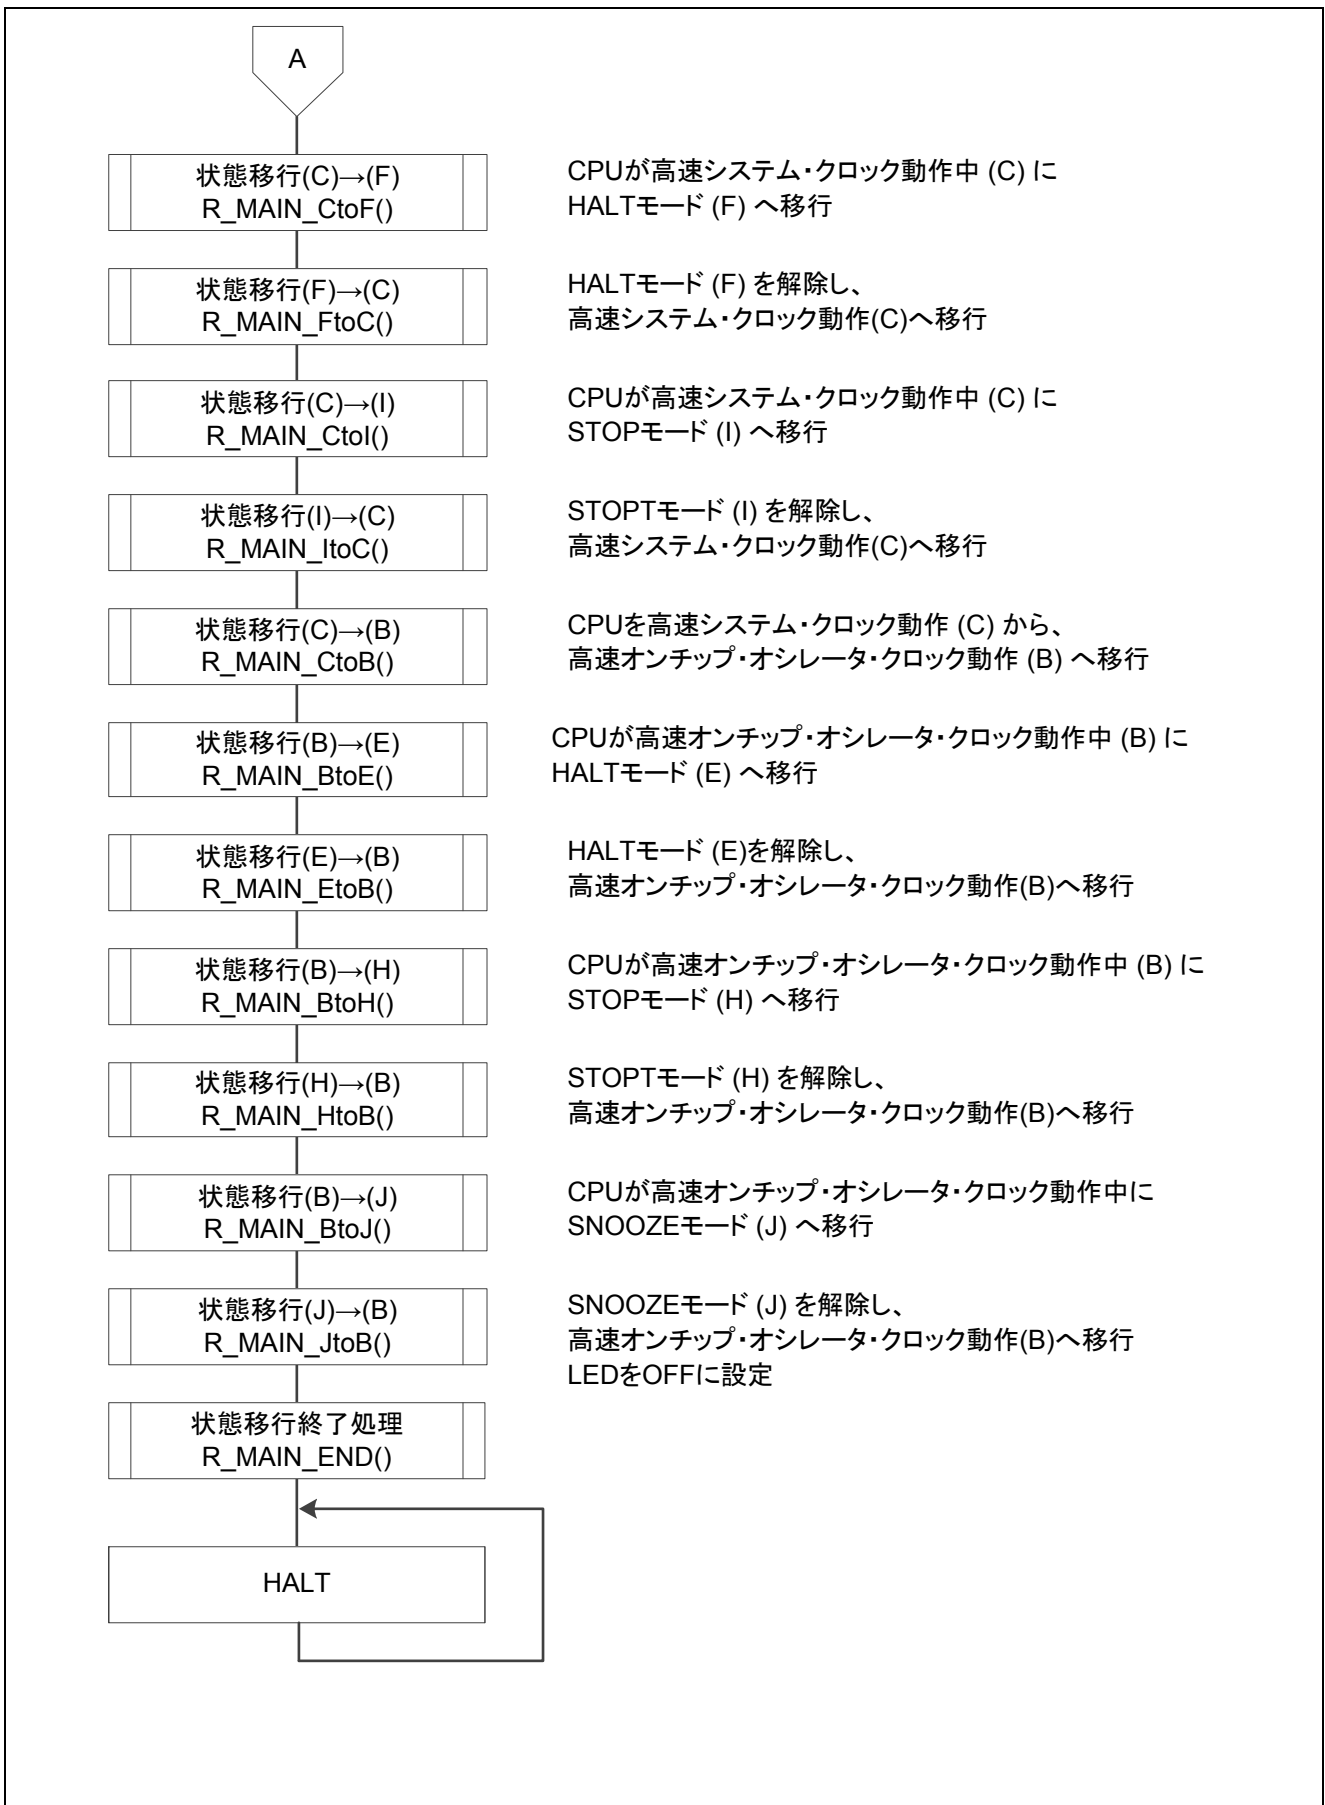 A
状態移行(C)→(F)
R_MAIN_CtoF()
CPUが高速システム・クロック動作中 (C) に
HALTモード (F) へ移行
状態移行(F)→(C)
R_MAIN_FtoC()
HALTモード (F) を解除し、
高速システム・クロック動作(C)へ移行
状態移行(C)→(I)
R_MAIN_CtoI()
CPUが高速システム・クロック動作中 (C) に
STOPモード (I) へ移行
状態移行(I)→(C)
R_MAIN_ItoC()
STOPTモード (I) を解除し、
高速システム・クロック動作(C)へ移行
状態移行(C)→(B)
R_MAIN_CtoB()
CPUを高速システム・クロック動作 (C) から、
高速オンチップ・オシレータ・クロック動作 (B) へ移行
状態移行(B)→(E)
R_MAIN_BtoE()
CPUが高速オンチップ・オシレータ・クロック動作中 (B) に
HALTモード (E) へ移行
状態移行(E)→(B)
R_MAIN_EtoB()
HALTモード (E)を解除し、
高速オンチップ・オシレータ・クロック動作(B)へ移行
状態移行(B)→(H)
R_MAIN_BtoH()
CPUが高速オンチップ・オシレータ・クロック動作中 (B) に
STOPモード (H) へ移行
状態移行(H)→(B)
R_MAIN_HtoB()
STOPTモード (H) を解除し、
高速オンチップ・オシレータ・クロック動作(B)へ移行
状態移行(B)→(J)
R_MAIN_BtoJ()
CPUが高速オンチップ・オシレータ・クロック動作中に
SNOOZEモード (J) へ移行
状態移行(J)→(B)
R_MAIN_JtoB()
SNOOZEモード (J) を解除し、
高速オンチップ・オシレータ・クロック動作(B)へ移行
LEDをOFFに設定
状態移行終了処理
R_MAIN_END()
HALT